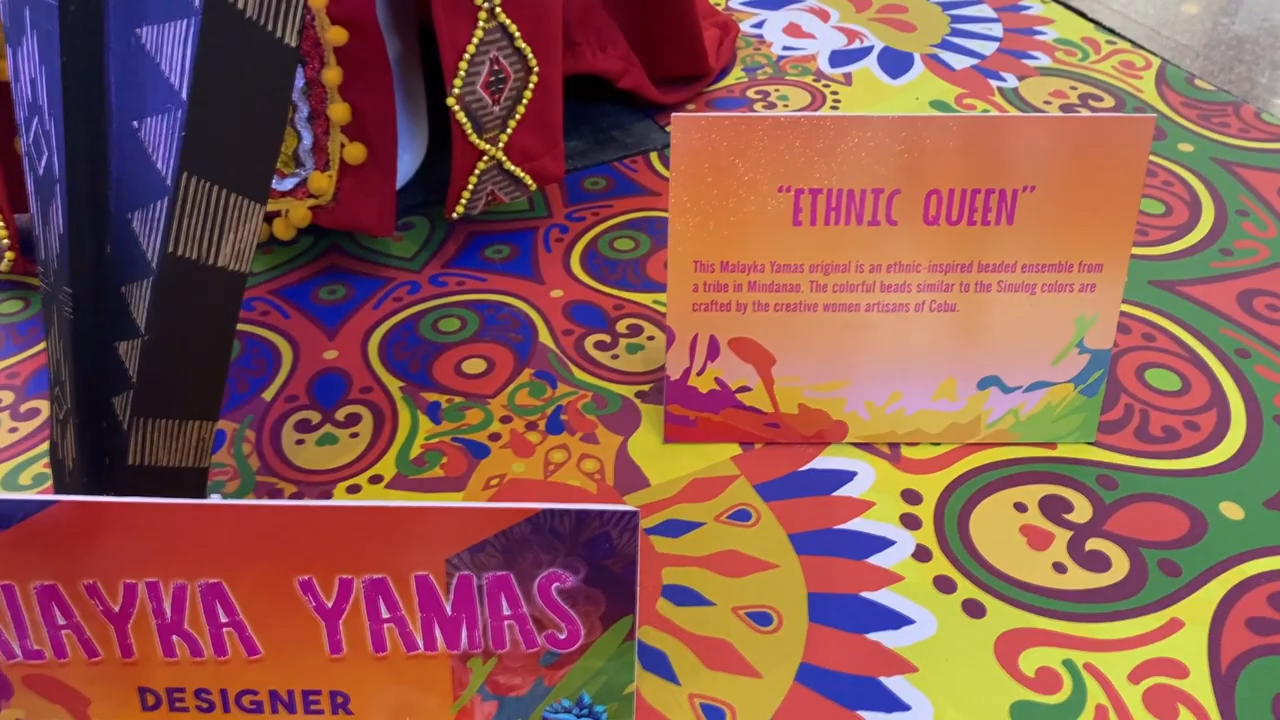 "ETHNIC QUEEN"
This Malayka Yamas original is an ethnic-inspired beaded ensemble from
a tribe in Mindanao. The colorful beads similar to the Sinulog colors are
crafted by the creative women artisans of Cebu.
ALAYKA YAMAS
DESIGNER